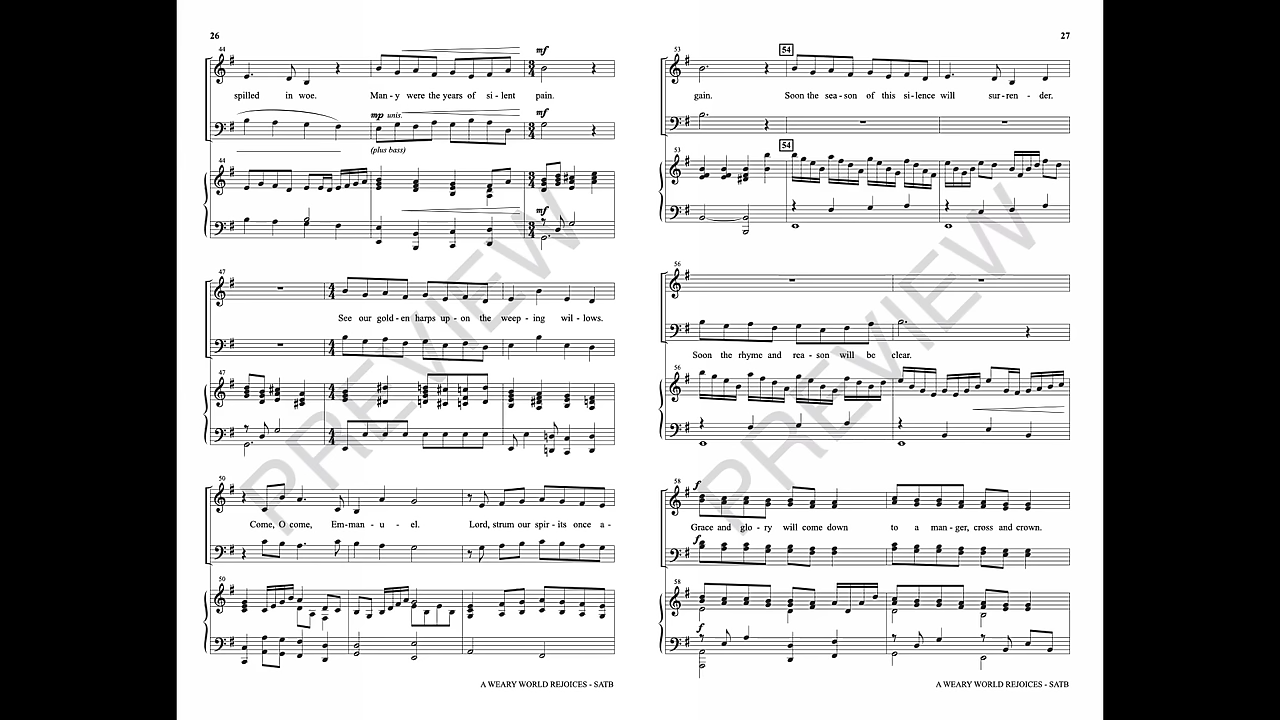 26
44
mf
spilled in woe. Man - y were the years of si - lent pain.
mp unis.
mf
(plus bass)
44
mf
3
4
47
See our gold - en harps up - on the weep - ing wil - lows.
47
50
Come, O come, Em - man - u - el. Lord, strum our spir - its once a -
50
A WEARY WORLD REJOICES - SATB
27
53
54
gain. Soon the sea - son of this si - lence will sur - ren - der.
53
54
56
Soon the rhyme and rea - son will be clear.
56
58
f
Grace and glo - ry will come down to a man - ger, cross and crown.
f
58
f
A WEARY WORLD REJOICES - SATB
PREVIEW
PREVIEW